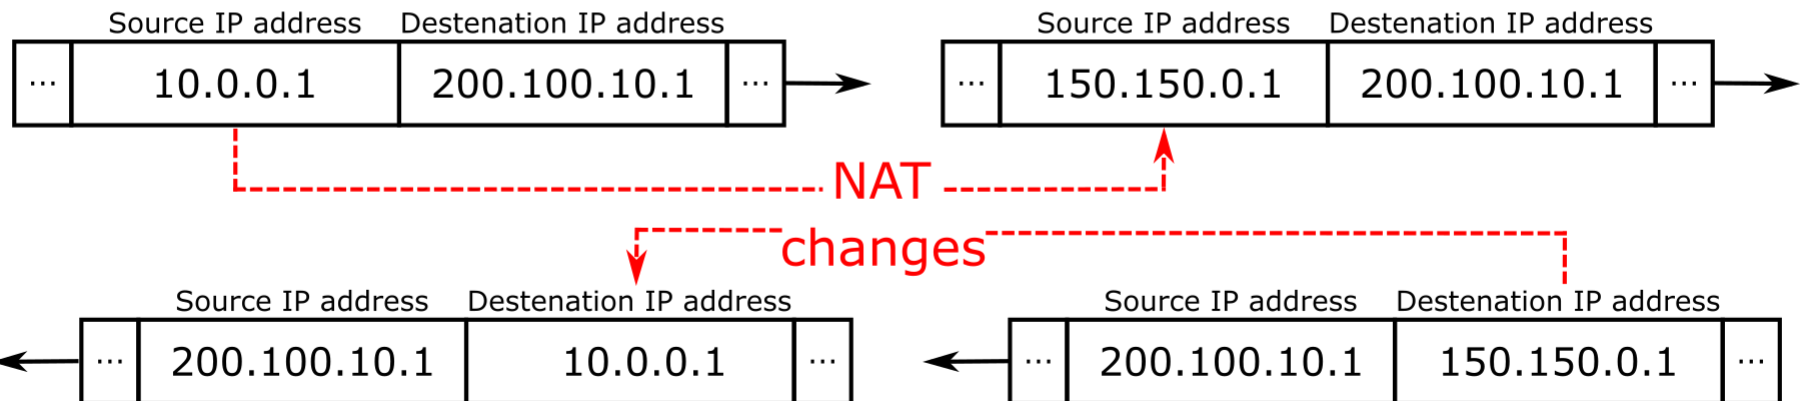 Source IP address Destenation IP address Source IP address Destenation IP address
... 10.0.0.1 200.100.10.1 ... ... 150.150.0.1 200.100.10.1 ...
NAT
changes
Source IP address Destenation IP address Source IP address Destenation IP address
... 200.100.10.1 10.0.0.1 ... ... 200.100.10.1 150.150.0.1 ...